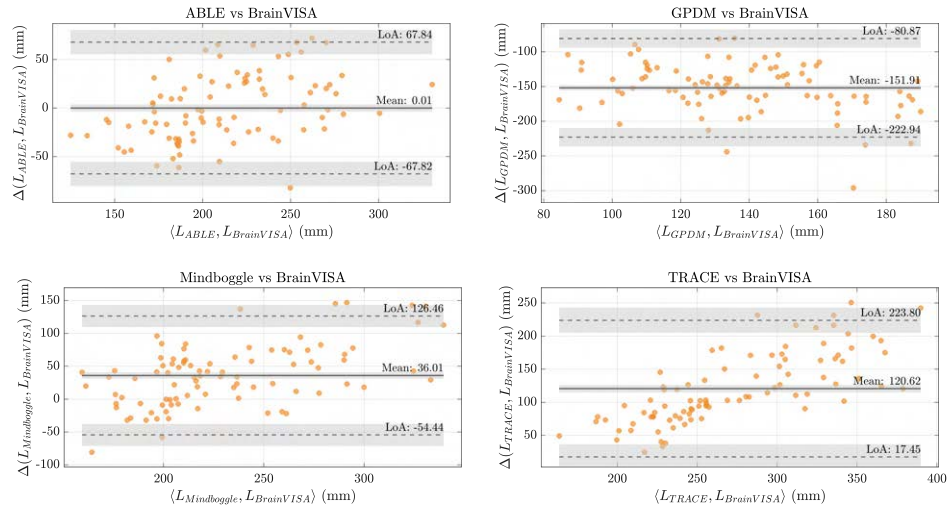 ABLE vs BrainVISA
Δ(L_ABLE, L_BrainVISA) (mm)
50
0
-50
LoA: 67.84
Mean: 0.01
LoA: -67.82
150 200 250 300
⟨L_ABLE, L_BrainVISA⟩ (mm)
GPDM vs BrainVISA
Δ(L_GPDM, L_BrainVISA) (mm)
-100
-150
-200
-250
-300
LoA: -80.87
Mean: -151.91
LoA: -222.94
80 100 120 140 160 180
⟨L_GPDM, L_BrainVISA⟩ (mm)
Mindboggle vs BrainVISA
Δ(L_Mindboggle, L_BrainVISA) (mm)
150
100
50
0
-50
-100
LoA: 126.46
Mean: 36.01
LoA: -54.44
200 250 300
⟨L_Mindboggle, L_BrainVISA⟩ (mm)
TRACE vs BrainVISA
Δ(L_TRACE, L_BrainVISA) (mm)
250
200
150
100
50
LoA: 223.80
Mean: 120.62
LoA: 17.45
200 250 300 350 400
⟨L_TRACE, L_BrainVISA⟩ (mm)